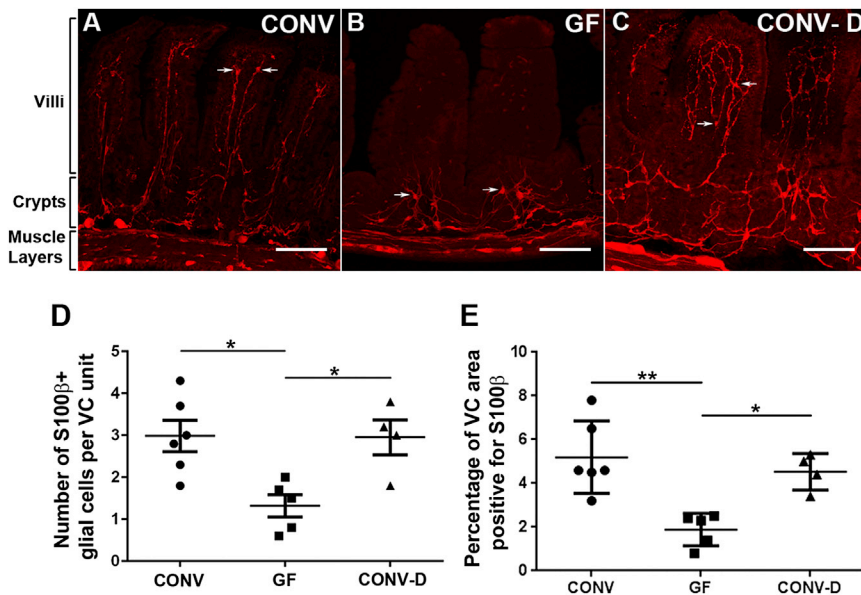 A CONV
B GF
C CONV- D
Villi
Crypts
Muscle
Layers
D
Number of S100β+
glial cells per VC unit
5
4
3
2
1
0
*
*
CONV GF CONV-D
E
Percentage of VC area
positive for S100β
10
8
6
4
2
0
**
*
CONV GF CONV-D